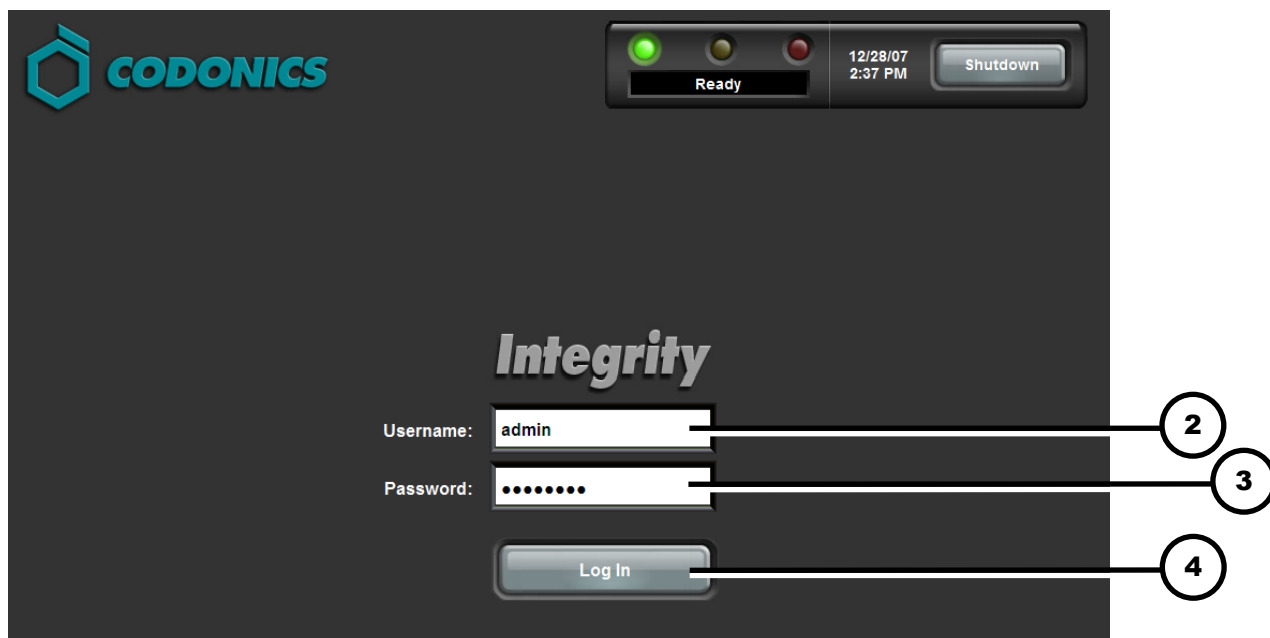 CODONICS
Ready
12/28/07
2:37 PM
Shutdown
Integrity
Username: admin 2
Password: •••••••• 3
Log In 4